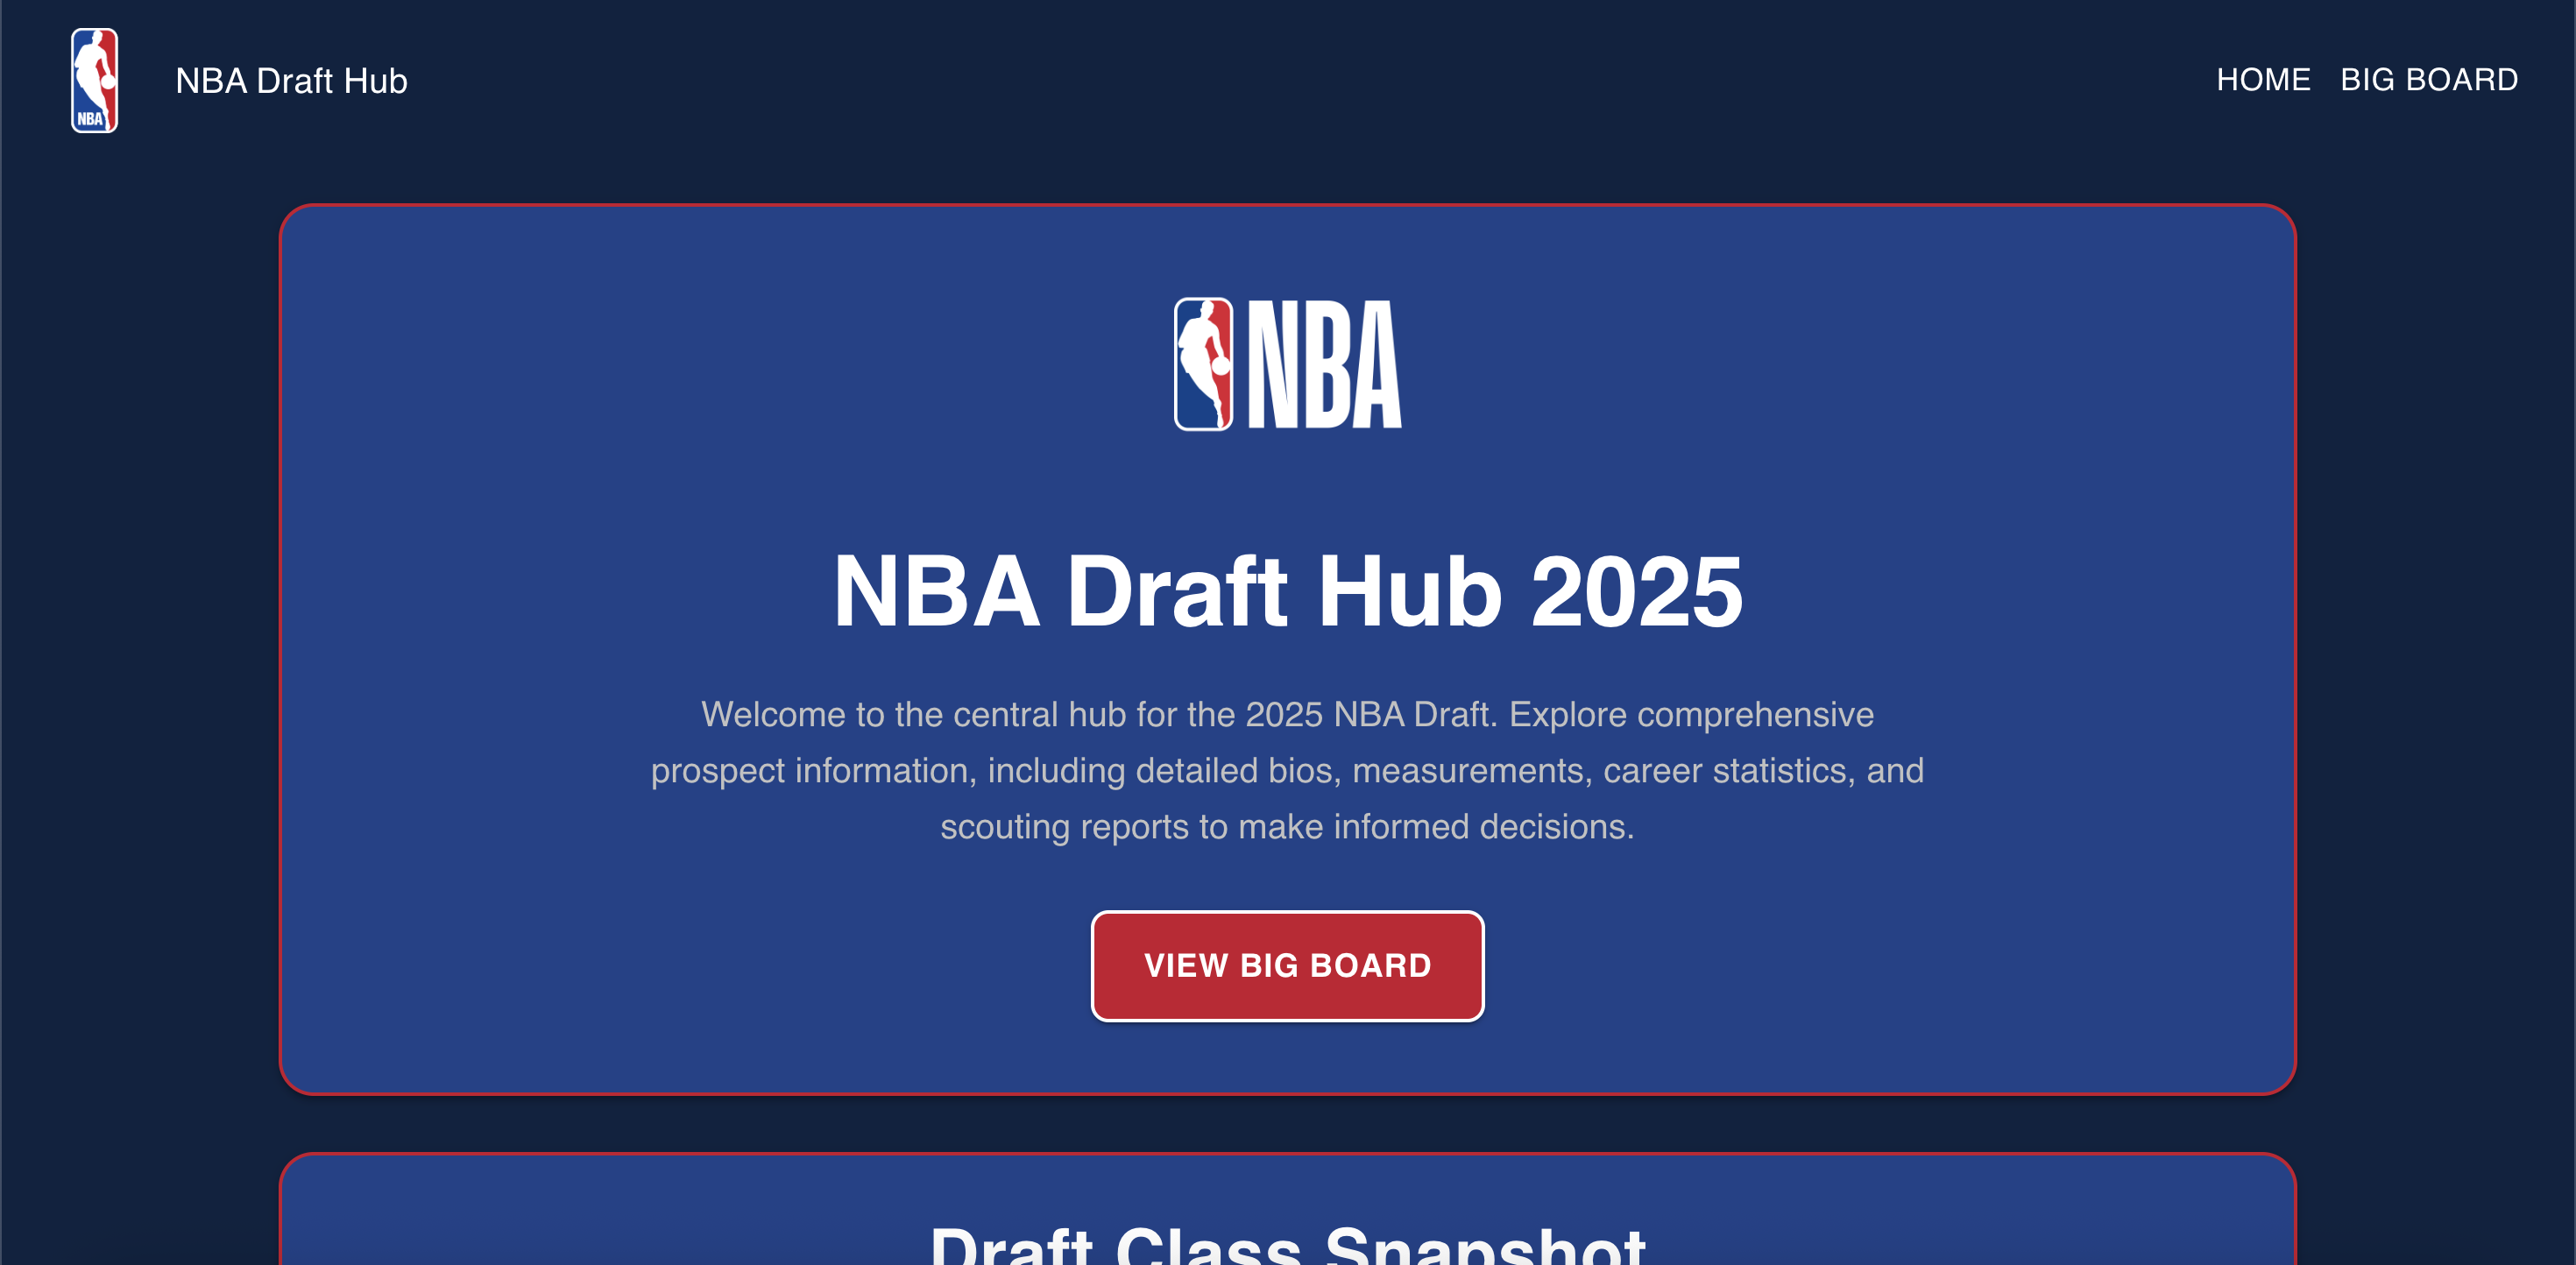 NBA
NBA Draft Hub
HOME
BIG BOARD
NBA
NBA Draft Hub 2025
Welcome to the central hub for the 2025 NBA Draft. Explore comprehensive
prospect information, including detailed bios, measurements, career statistics, and
scouting reports to make informed decisions.
VIEW BIG BOARD
Draft Class Snapshot